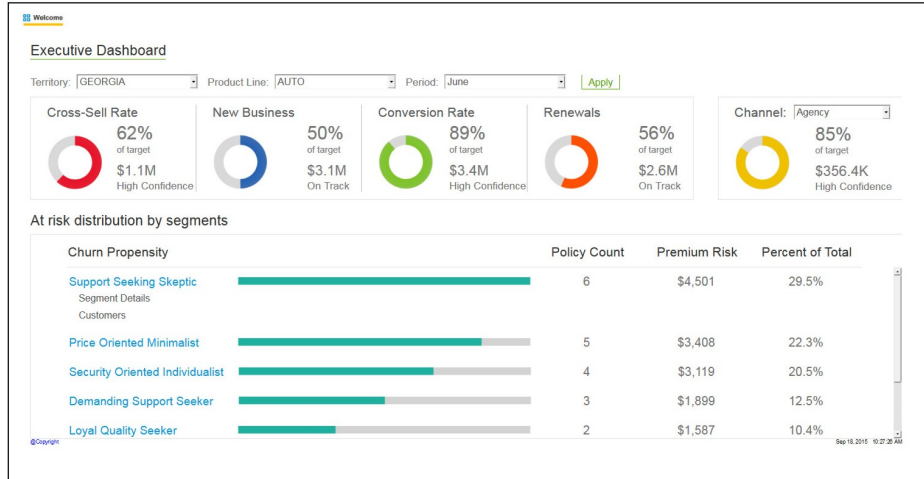 Welcome
Executive Dashboard
Territory: GEORGIA Product Line: AUTO Period: June Apply
Cross-Sell Rate
62%
of target
$1.1M
High Confidence
New Business
50%
of target
$3.1M
On Track
Conversion Rate
89%
of target
$3.4M
High Confidence
Renewals
56%
of target
$2.6M
On Track
Channel: Agency
85%
of target
$356.4K
High Confidence
At risk distribution by segments
Churn Propensity Policy Count Premium Risk Percent of Total
Support Seeking Skeptic 6 $4,501 29.5%
Segment Details
Customers
Price Oriented Minimalist 5 $3,408 22.3%
Security Oriented Individualist 4 $3,119 20.5%
Demanding Support Seeker 3 $1,899 12.5%
Loyal Quality Seeker 2 $1,587 10.4%
@Copyright Sep 18, 2015 10:27:26 AM